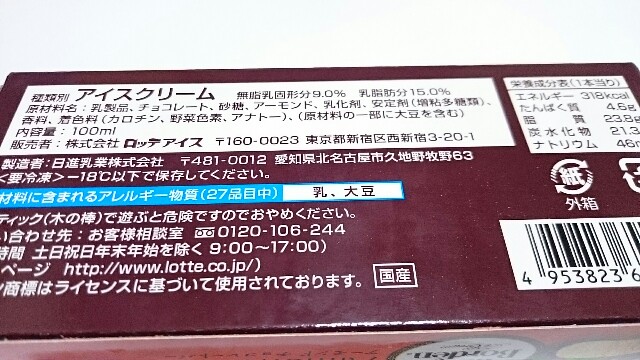 種類別 アイスクリーム 無脂乳固形分9.0% 乳脂肪分15.0%
原材料名:乳製品、チョコレート、砂糖、アーモンド、乳化剤、安定剤(増粘多糖類)、
香料、着色料(カロチン、野菜色素、アナトー)、(原材料の一部に大豆を含む)
内容量:100ml
販売者:株式会社 ロッテアイス 〒160-0023 東京都新宿区西新宿3-20-1
製造者:日進乳業株式会社 〒481-0012 愛知県北名古屋市久地野牧野63
<要冷凍>-18℃以下で保存してください。
材料に含まれるアレルギー物質(27品目中) 乳、大豆
ティック(木の棒)で遊ぶと危険ですのでおやめください。
い合わせ先:お客様相談室 0120-106-244
時間 土日祝日年末年始を除く 9:00~17:00)
ページ http://www.lotte.co.jp/)
商標はライセンスに基づいて使用されております。
国産
栄養成分表(1本当り)
エネルギー 318kcal
たんぱく質 4.6g
脂質 23.8g
炭水化物 21.3
ナトリウム 46m
紙
外箱
4 953823 6
Borden